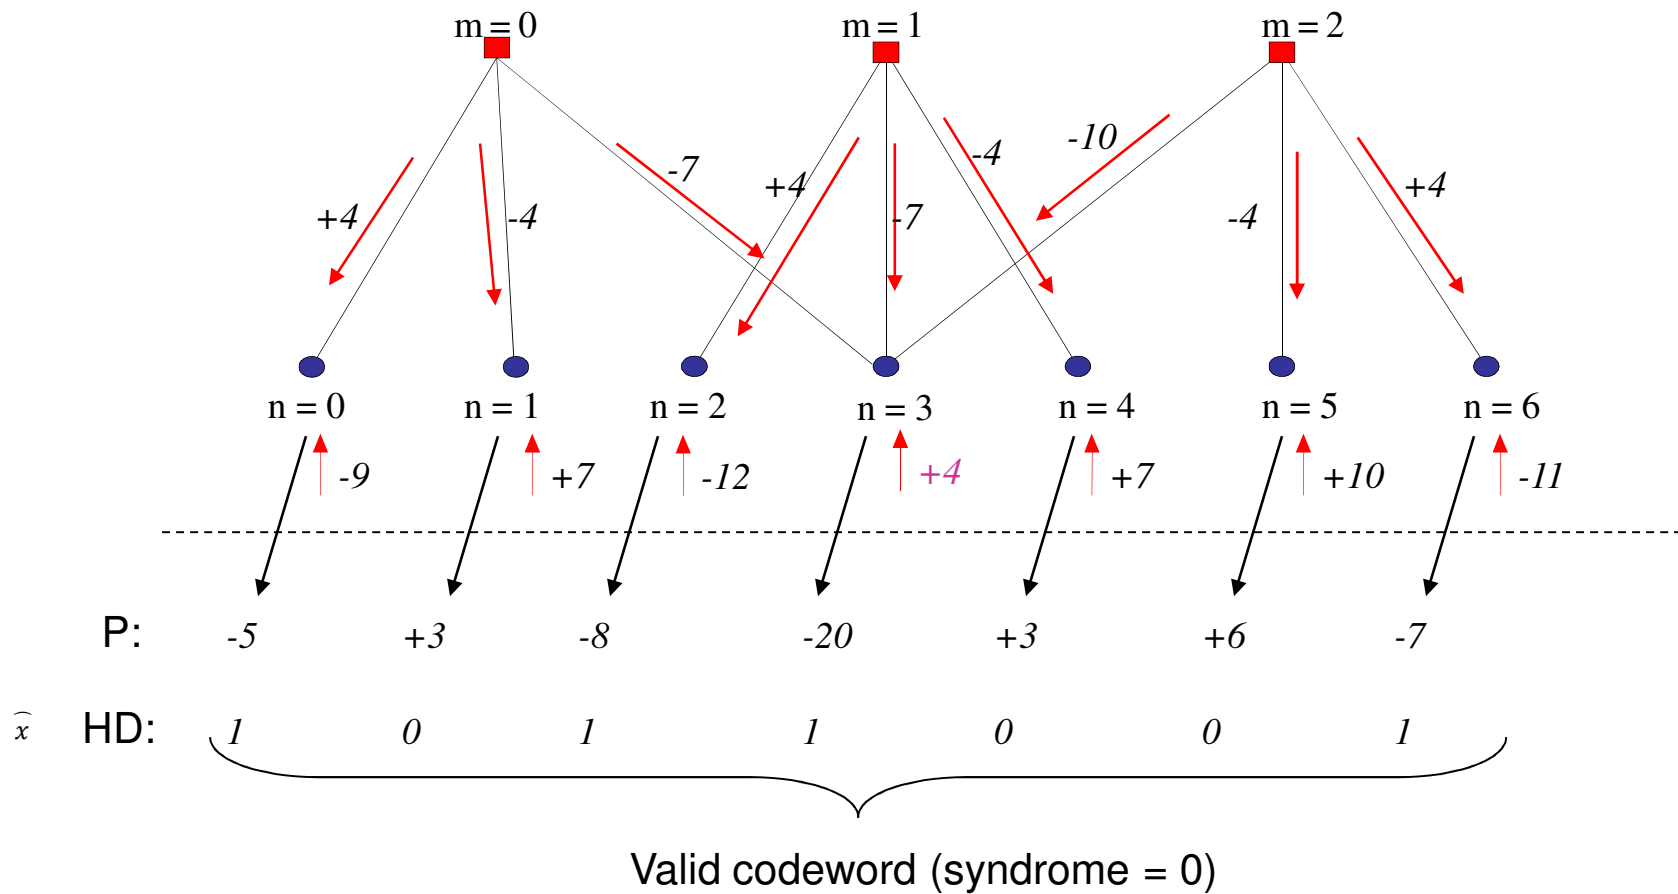 m = 0 m = 1 m = 2
-7 +4 -4 -10
+4 -4 -7 -4 +4
n = 0 n = 1 n = 2 n = 3 n = 4 n = 5 n = 6
-9 +7 -12 +4 +7 +10 -11
P: -5 +3 -8 -20 +3 +6 -7
x̂ HD: 1 0 1 1 0 0 1
Valid codeword (syndrome = 0)